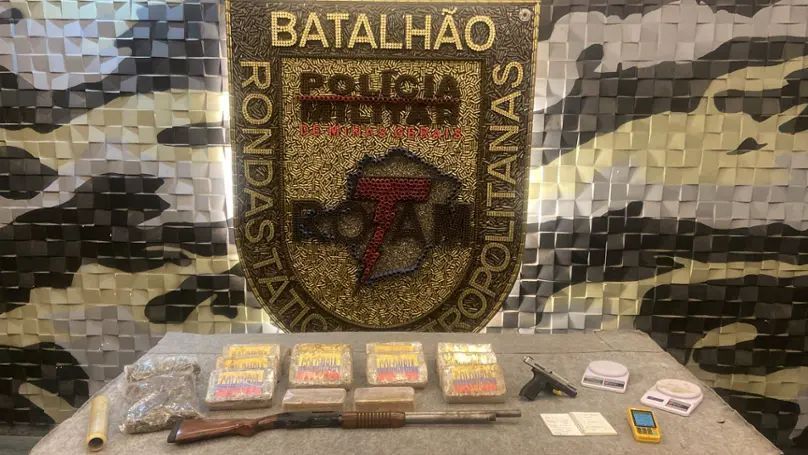 BATALHÃO
RONDAS TÁTICAS METROPOLITANAS
POLÍCIA
MILITAR
DE MINAS GERAIS
ROTAM